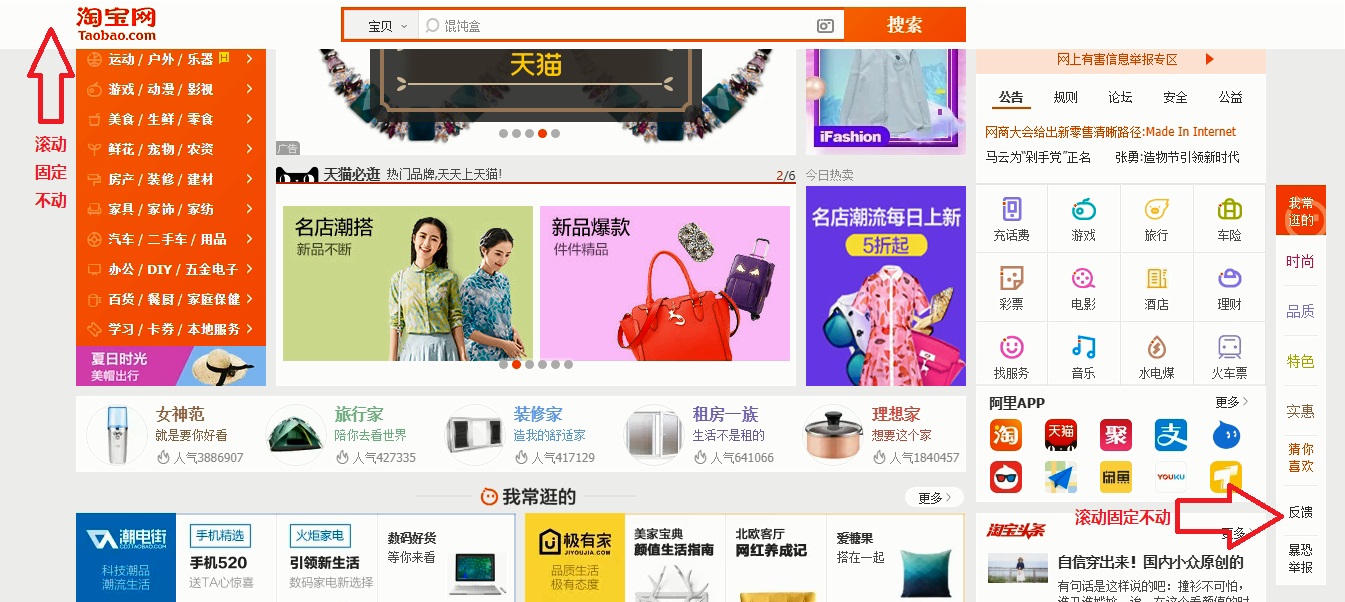 淘宝网
Taobao.com
宝贝
馄饨盒
搜索
滚动
固定
不动
运动 / 户外 / 乐器
游戏 / 动漫 / 影视
美食 / 生鲜 / 零食
鲜花 / 宠物 / 农资
房产 / 装修 / 建材
家具 / 家饰 / 家纺
汽车 / 二手车 / 用品
办公 / DIY / 五金电子
百货 / 餐厨 / 家庭保健
学习 / 卡券 / 本地服务
夏日时光
美帽出行
天猫
广告
天猫必逛 热门品牌,天天上天猫!
2/6
名店潮搭
新品不断
新品爆款
件件精品
iFashion
今日热卖
名店潮流每日上新
5折起
网上有害信息举报专区
公告 规则 论坛 安全 公益
网商大会给出新零售清晰路径:Made In Internet
马云为“剁手党”正名 张勇:造物节引领新时代
充话费 游戏 旅行 车险
彩票 电影 酒店 理财
找服务 音乐 水电煤 火车票
阿里APP 更多
淘 天猫 聚 支
闲鱼 YOUKU
滚动固定不动
淘宝头条 更多
自信穿出来！国内小众原创的
有句话是这样说的吧：撞衫不可怕，
我常
逛的
时尚
品质
特色
实惠
猜你
喜欢
反馈
暴恐
举报
女神范
就是要你好看
人气3886907
旅行家
陪你去看世界
人气427335
装修家
造我的舒适家
人气417129
租房一族
生活不是租的
人气641066
理想家
想要这个家
人气1840457
我常逛的
更多
潮电街
CD.TAOBAO.COM
科技潮品
潮流生活
手机精选
手机520
送TA心惊喜
火炬家电
引领新生活
数码家电新选择
数码好货
等你来看
极有家
JIYOUJIA.COM
品质生活
极有态度
美家宝典
颜值生活指南
北欧客厅
网红养成记
爱糖果
搭在一起